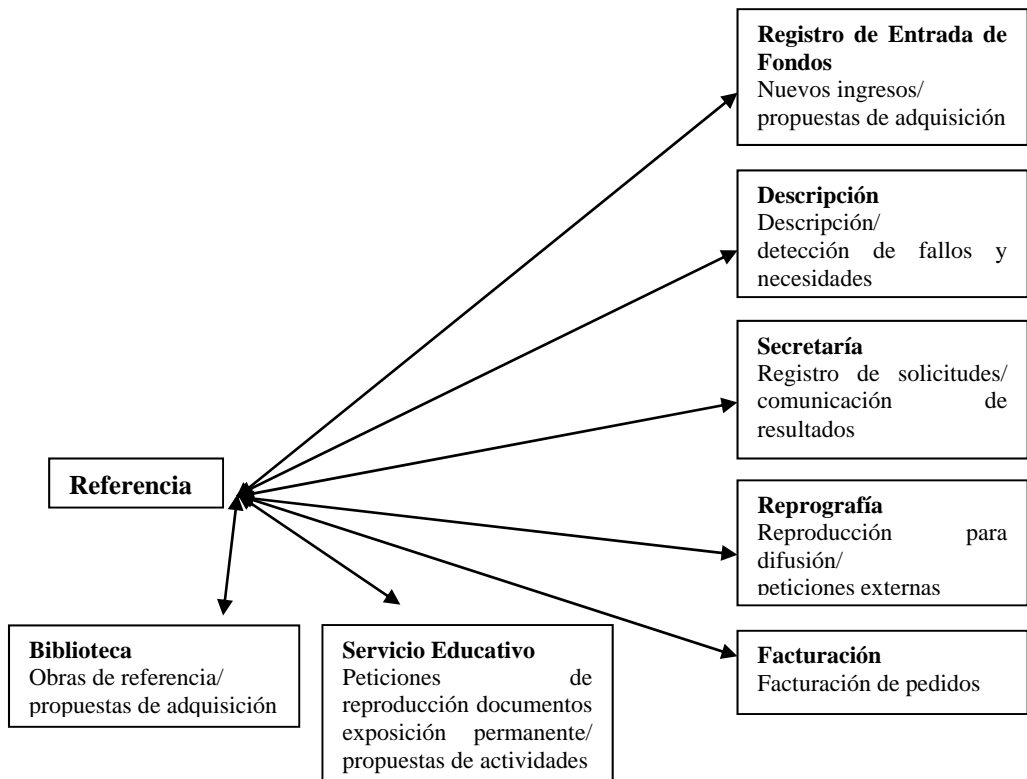 Registro de Entrada de
Fondos
Nuevos ingresos/
propuestas de adquisición
Descripción
Descripción/
detección de fallos y
necesidades
Secretaría
Registro de solicitudes/
comunicación de
resultados
Referencia
Reprografía
Reproducción para
difusión/
peticiones externas
Biblioteca
Obras de referencia/
propuestas de adquisición
Servicio Educativo
Peticiones de
reproducción documentos
exposición permanente/
propuestas de actividades
Facturación
Facturación de pedidos